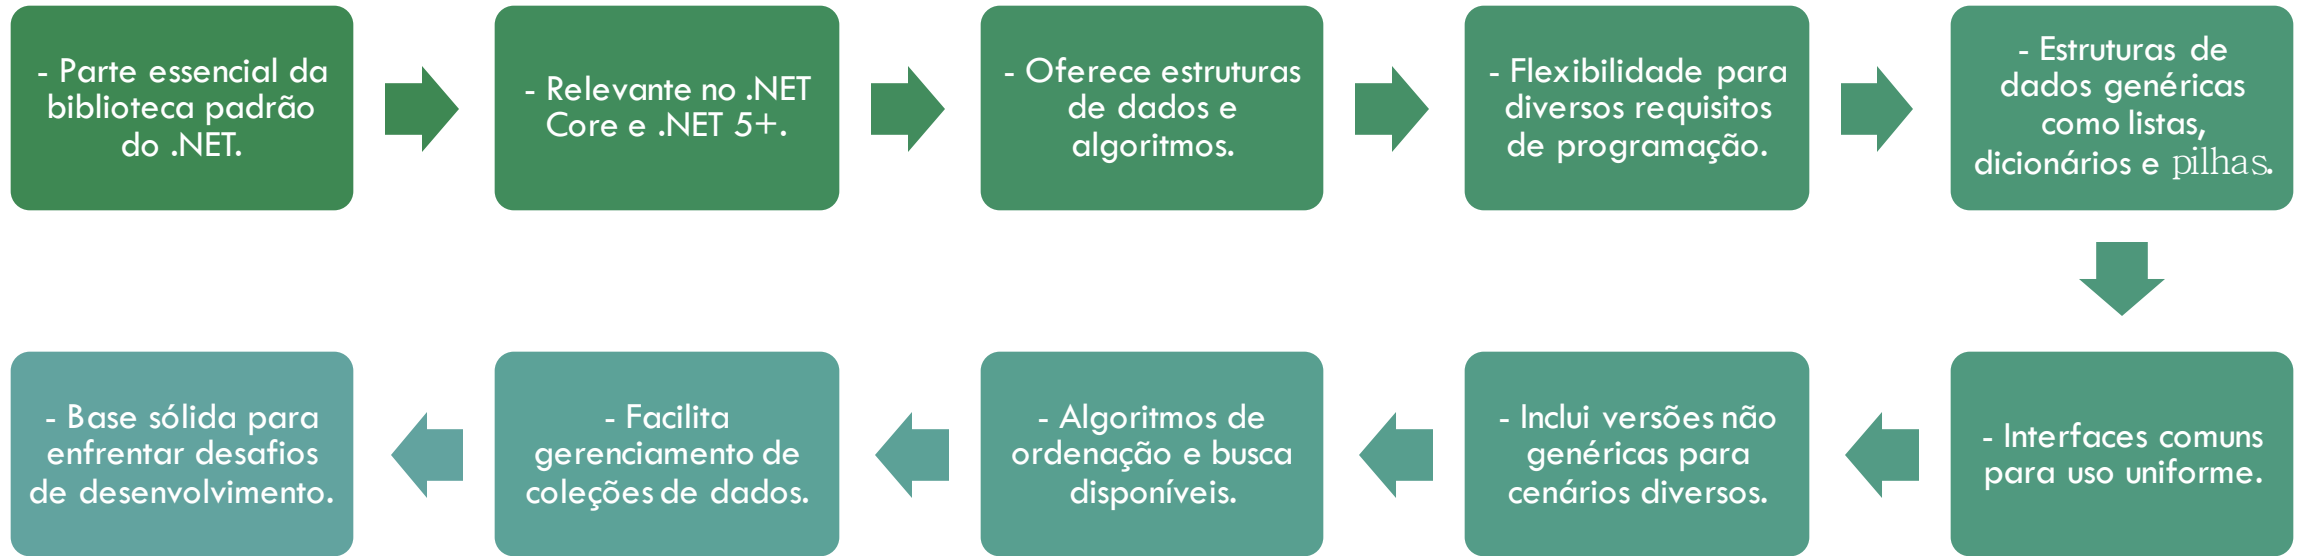 - Parte essencial da
biblioteca padrão
do .NET.
- Relevante no .NET
Core e .NET 5+.
- Oferece estruturas
de dados e
algoritmos.
- Flexibilidade para
diversos requisitos
de programação.
- Estruturas de
dados genéricas
como listas,
dicionários e pilhas.
- Interfaces comuns
para uso uniforme.
- Inclui versões não
genéricas para
cenários diversos.
- Algoritmos de
ordenação e busca
disponíveis.
- Facilita
gerenciamento de
coleções de dados.
- Base sólida para
enfrentar desafios
de desenvolvimento.